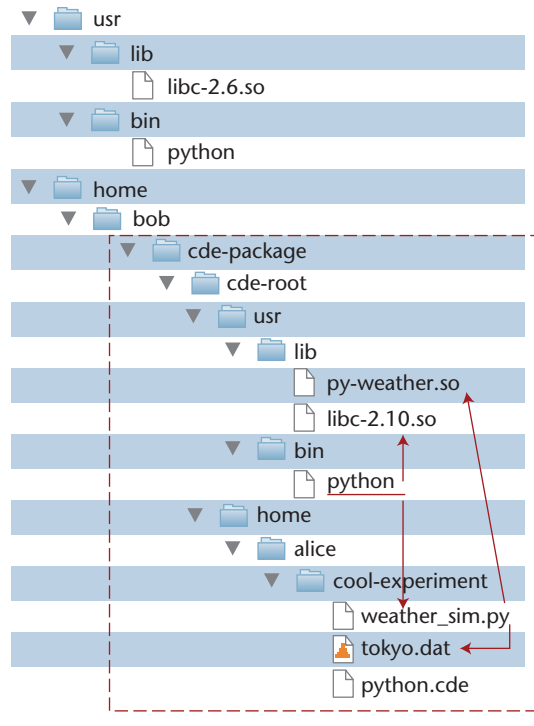 usr
lib
libc-2.6.so
bin
python
home
bob
cde-package
cde-root
usr
lib
py-weather.so
libc-2.10.so
bin
python
home
alice
cool-experiment
weather_sim.py
tokyo.dat
python.cde